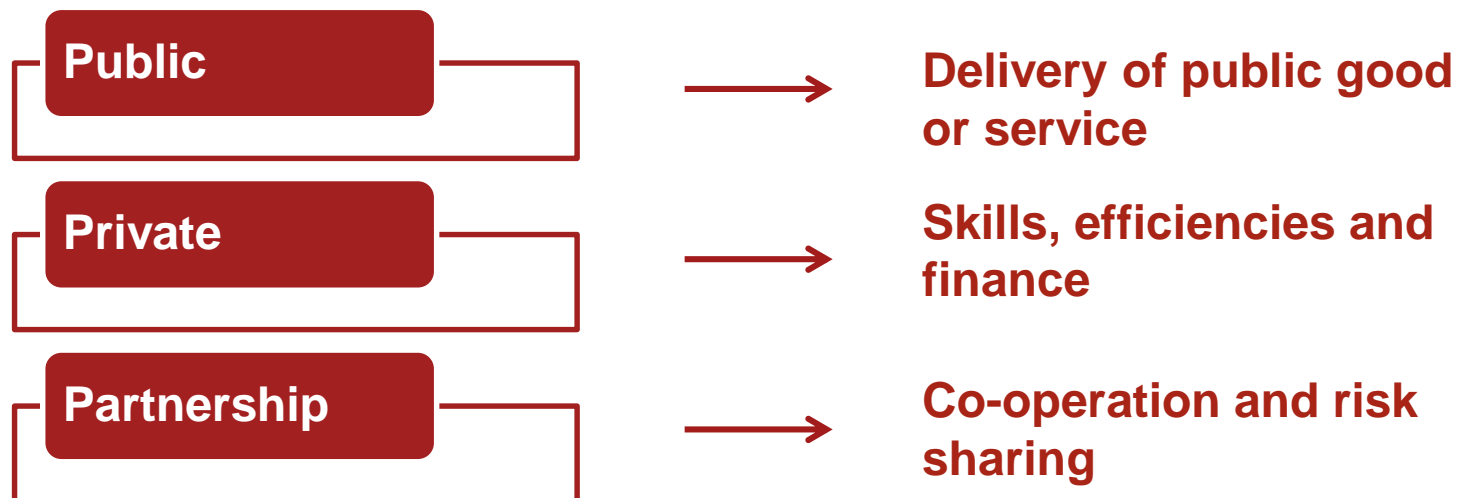 Public
Delivery of public good
or service
Private
Skills, efficiencies and
finance
Partnership
Co-operation and risk
sharing